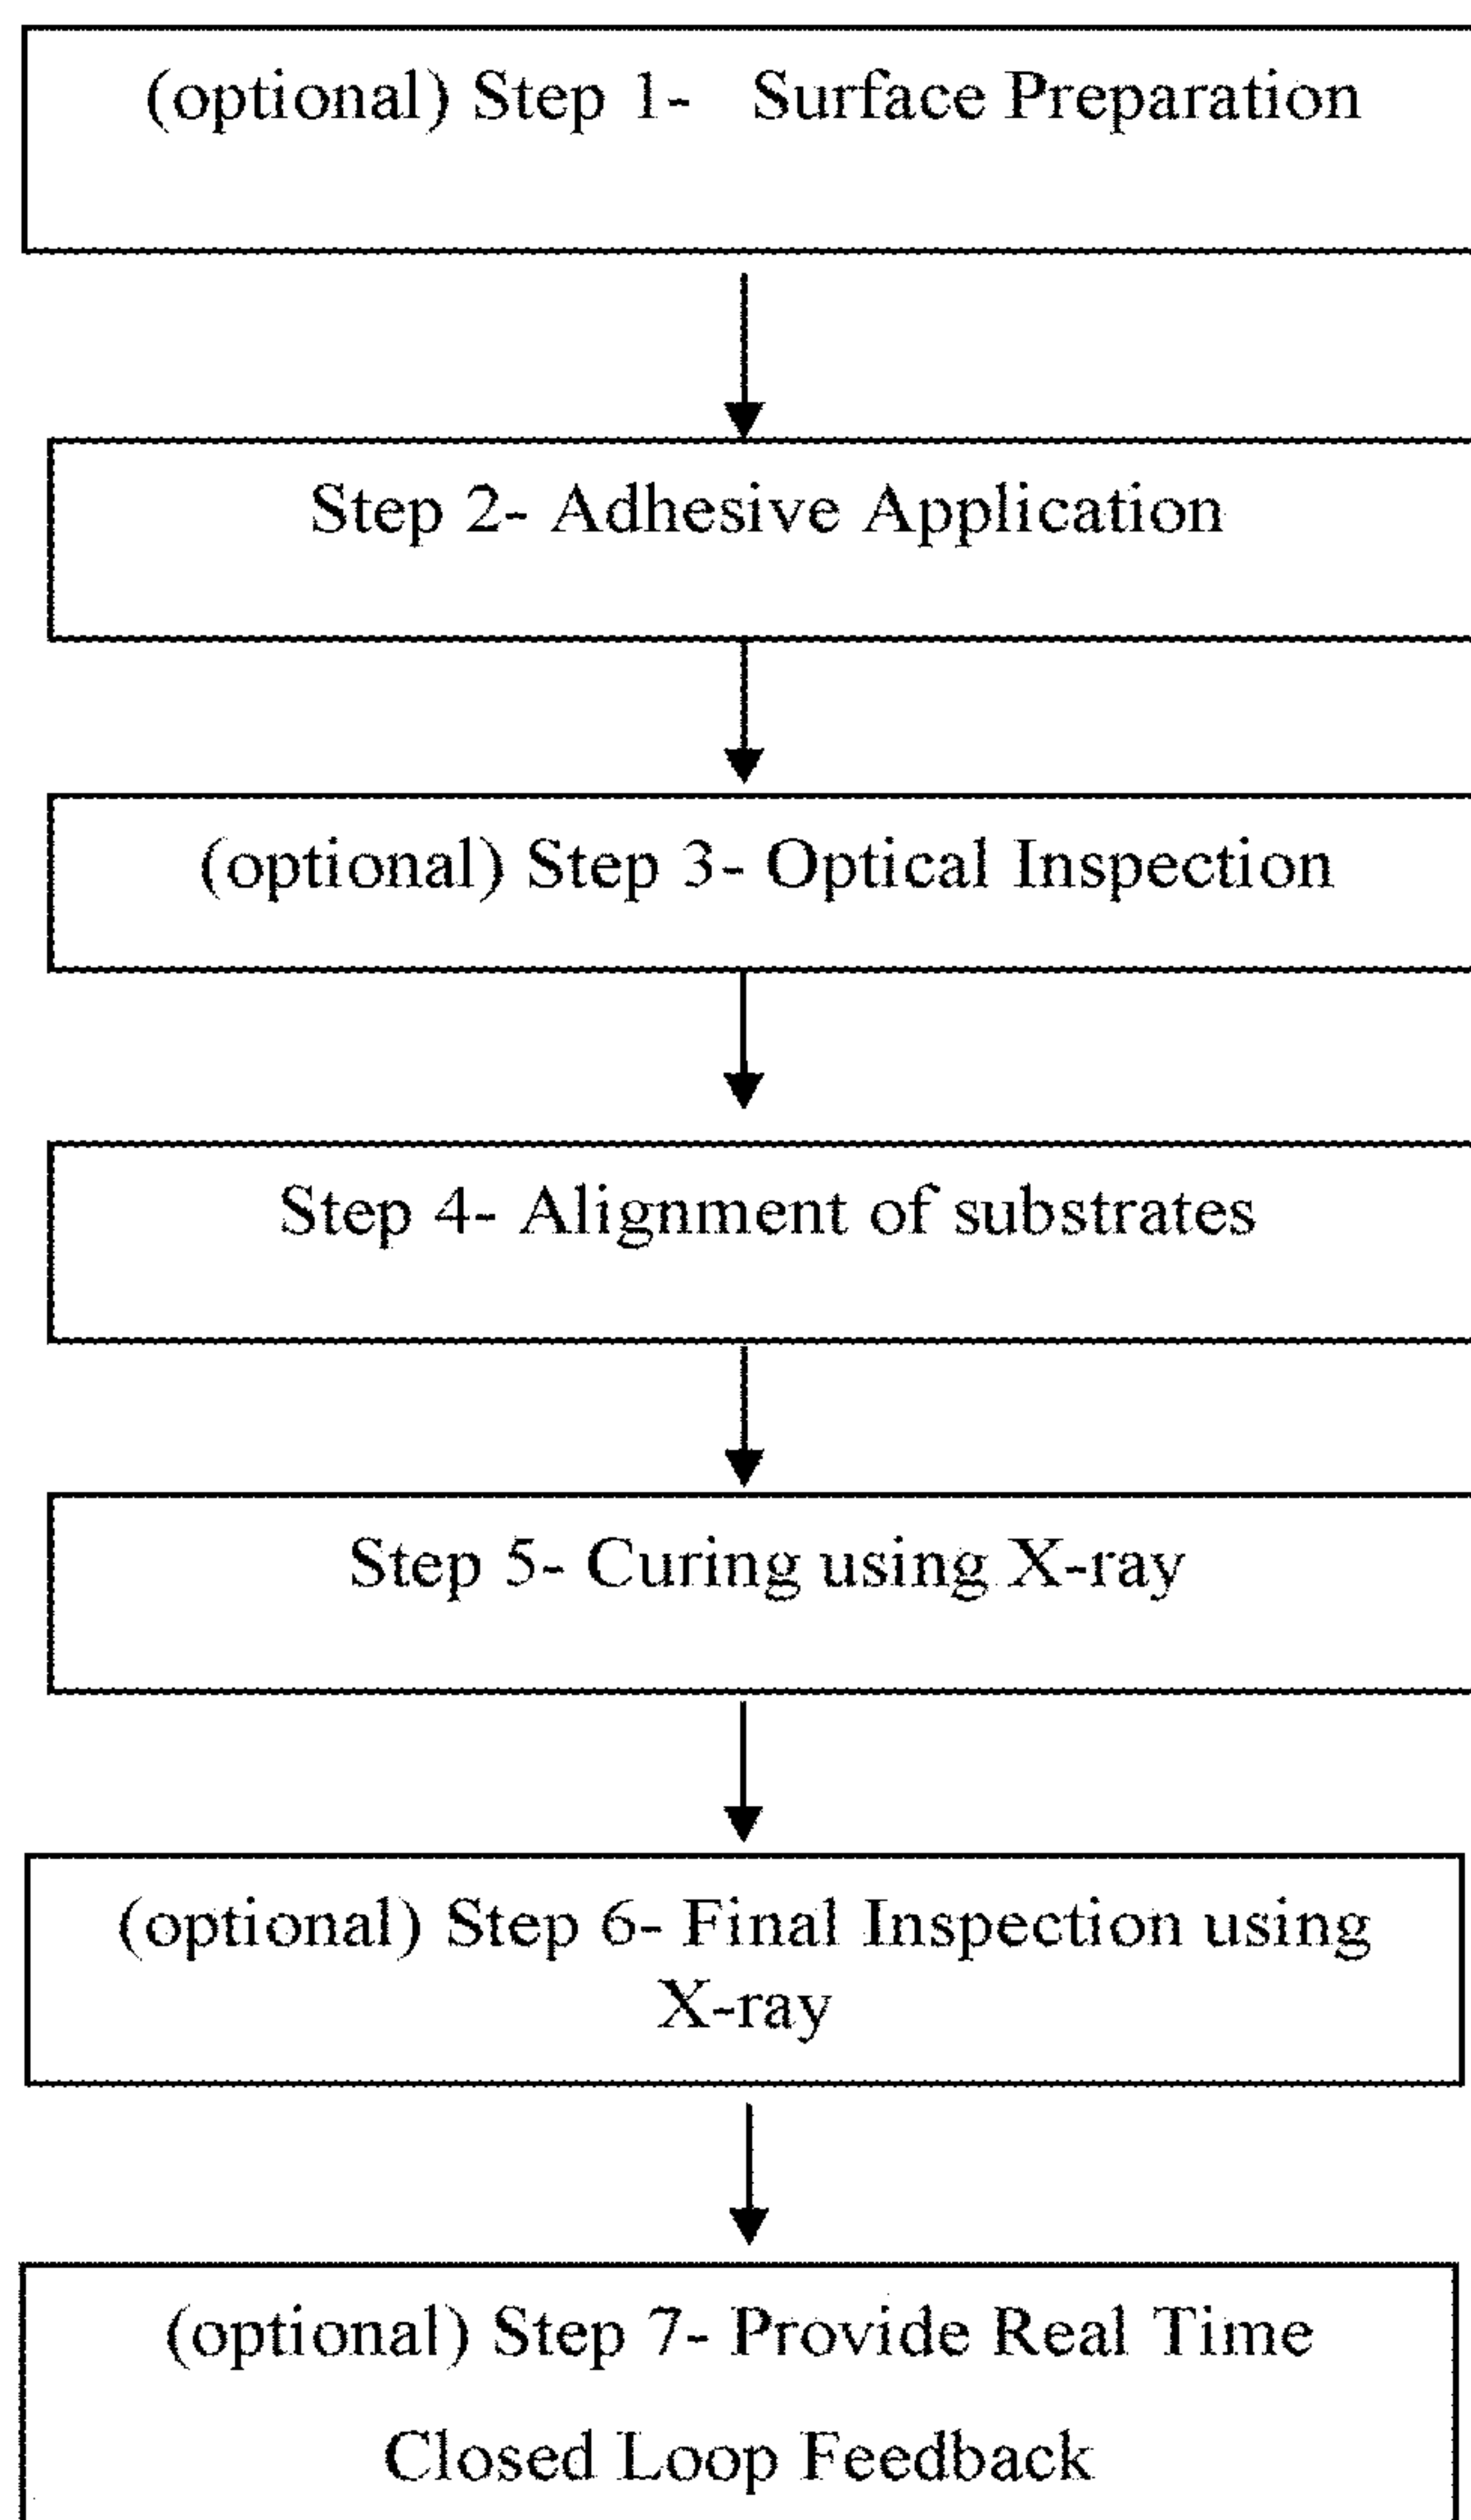 (optional) Step 1- Surface Preparation
Step 2- Adhesive Application
(optional) Step 3- Optical Inspection
Step 4- Alignment of substrates
Step 5- Curing using X-ray
(optional) Step 6- Final Inspection using
X-ray
(optional) Step 7- Provide Real Time
Closed Loop Feedback